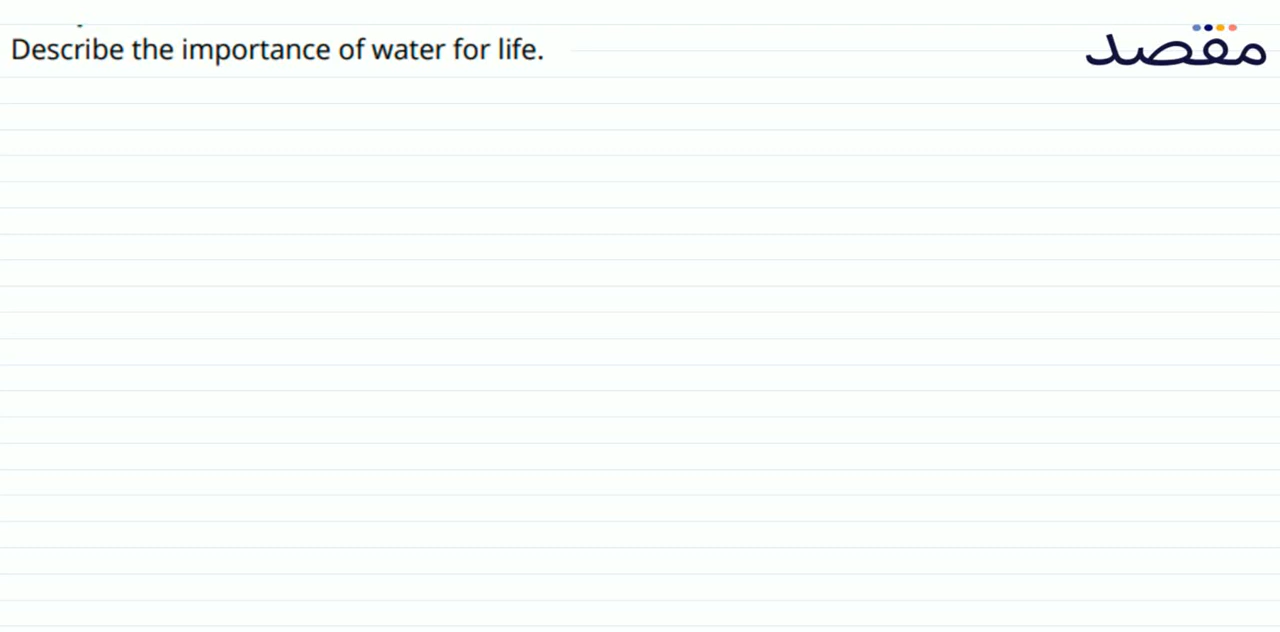 Describe the importance of water for life.
مقصد